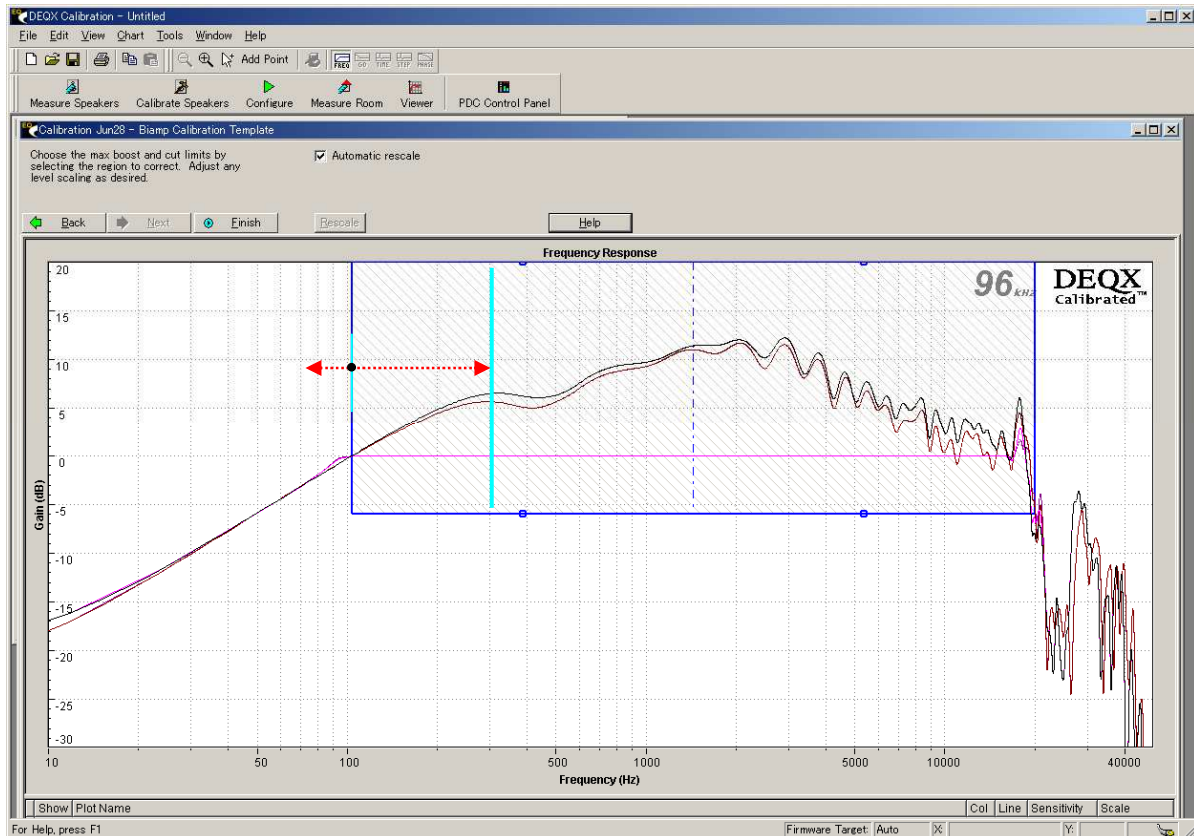 DEQX Calibration - Untitled
File Edit View Chart Tools Window Help
Add Point
FREQ GD TIME STEP PHASE
Measure Speakers Calibrate Speakers Configure Measure Room Viewer PDC Control Panel
Calibration Jun28 - Biamp Calibration Template
Choose the max boost and cut limits by
selecting the region to correct. Adjust any
level scaling as desired.
Automatic rescale
Back Next Finish Rescale Help
Frequency Response
96 kHz
DEQX
Calibrated™
20
15
10
5
0
-5
-10
-15
-20
-25
-30
Gain (dB)
10 50 100 500 1000 5000 10000 40000
Frequency (Hz)
Show Plot Name Col Line Sensitivity Scale
For Help, press F1 Firmware Target: Auto X: Y: